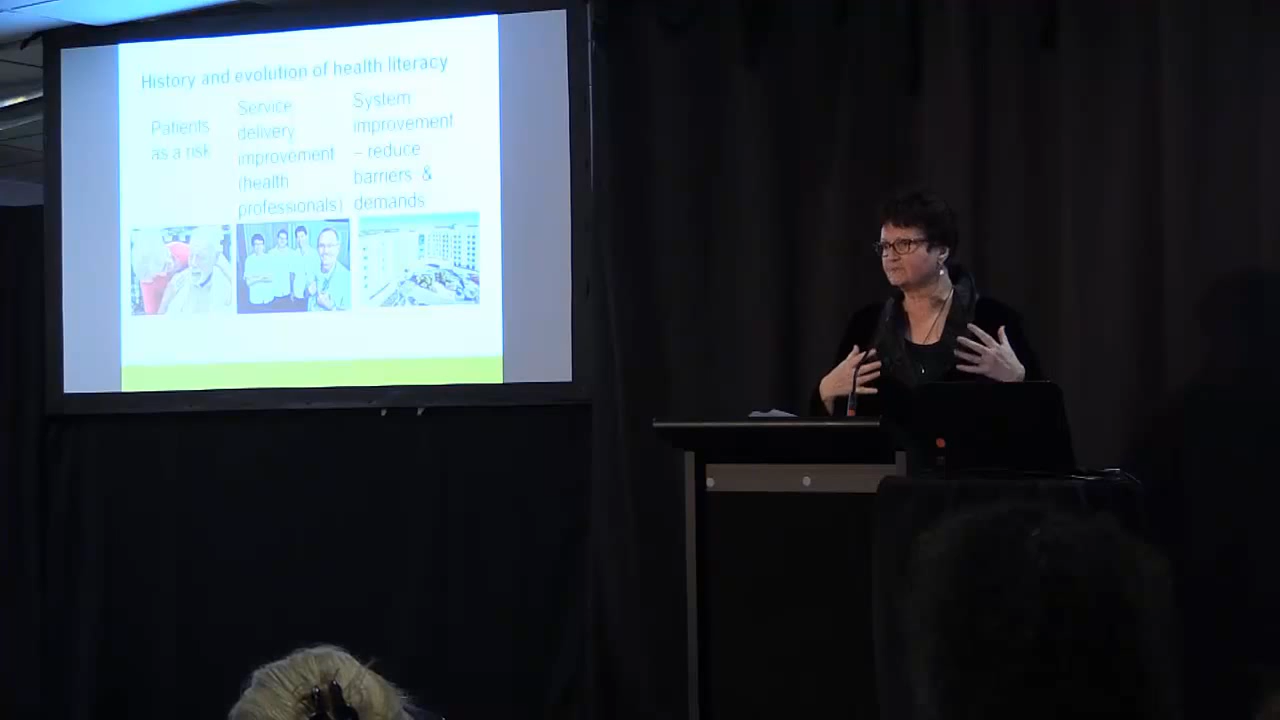 History and evolution of health literacy
Patients
as a risk
Service
delivery
improvement
(health
professionals)
System
improvement
– reduce
barriers &
demands